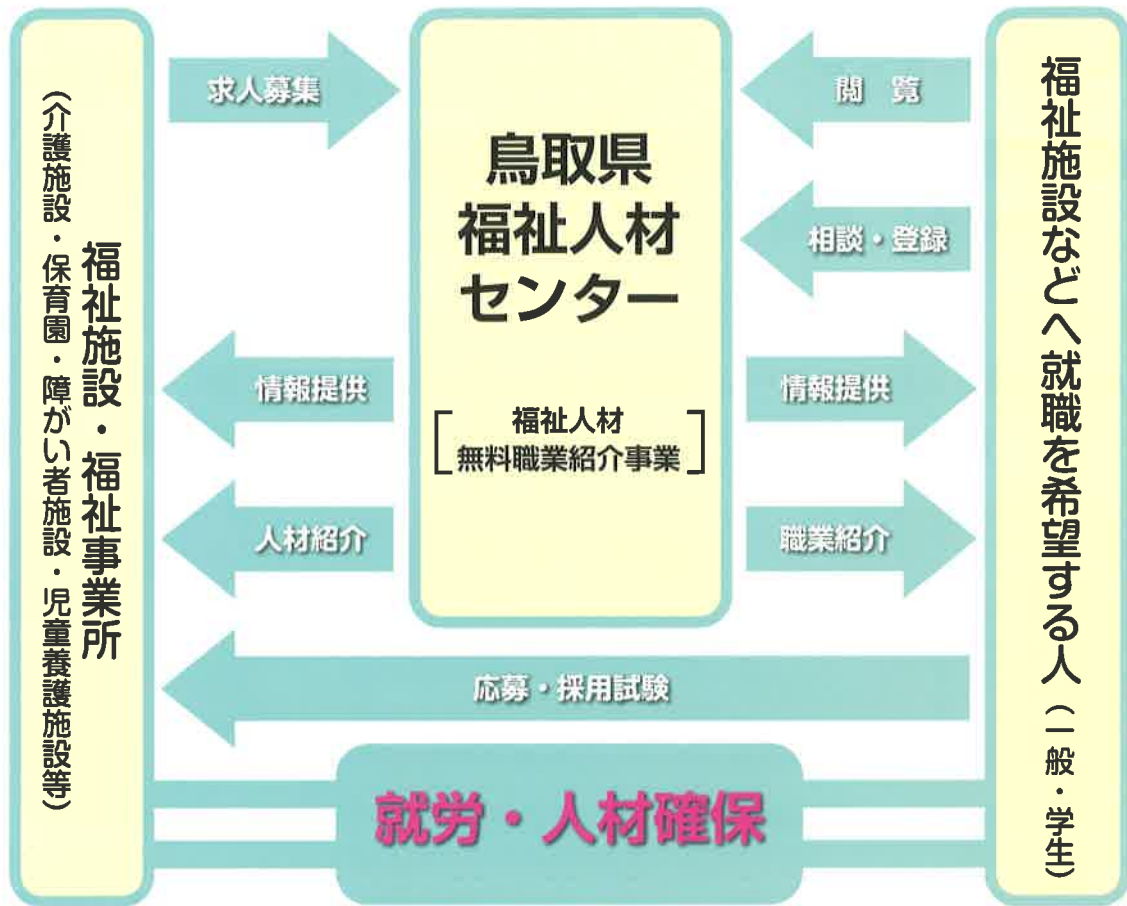 福祉施設・福祉事業所
(介護施設・保育園・障がい者施設・児童養護施設等)
求人募集
情報提供
人材紹介
鳥取県
福祉人材
センター
福祉人材
無料職業紹介事業
閲 覧
相談・登録
情報提供
職業紹介
福祉施設などへ就職を希望する人(一般・学生)
応募・採用試験
就労・人材確保